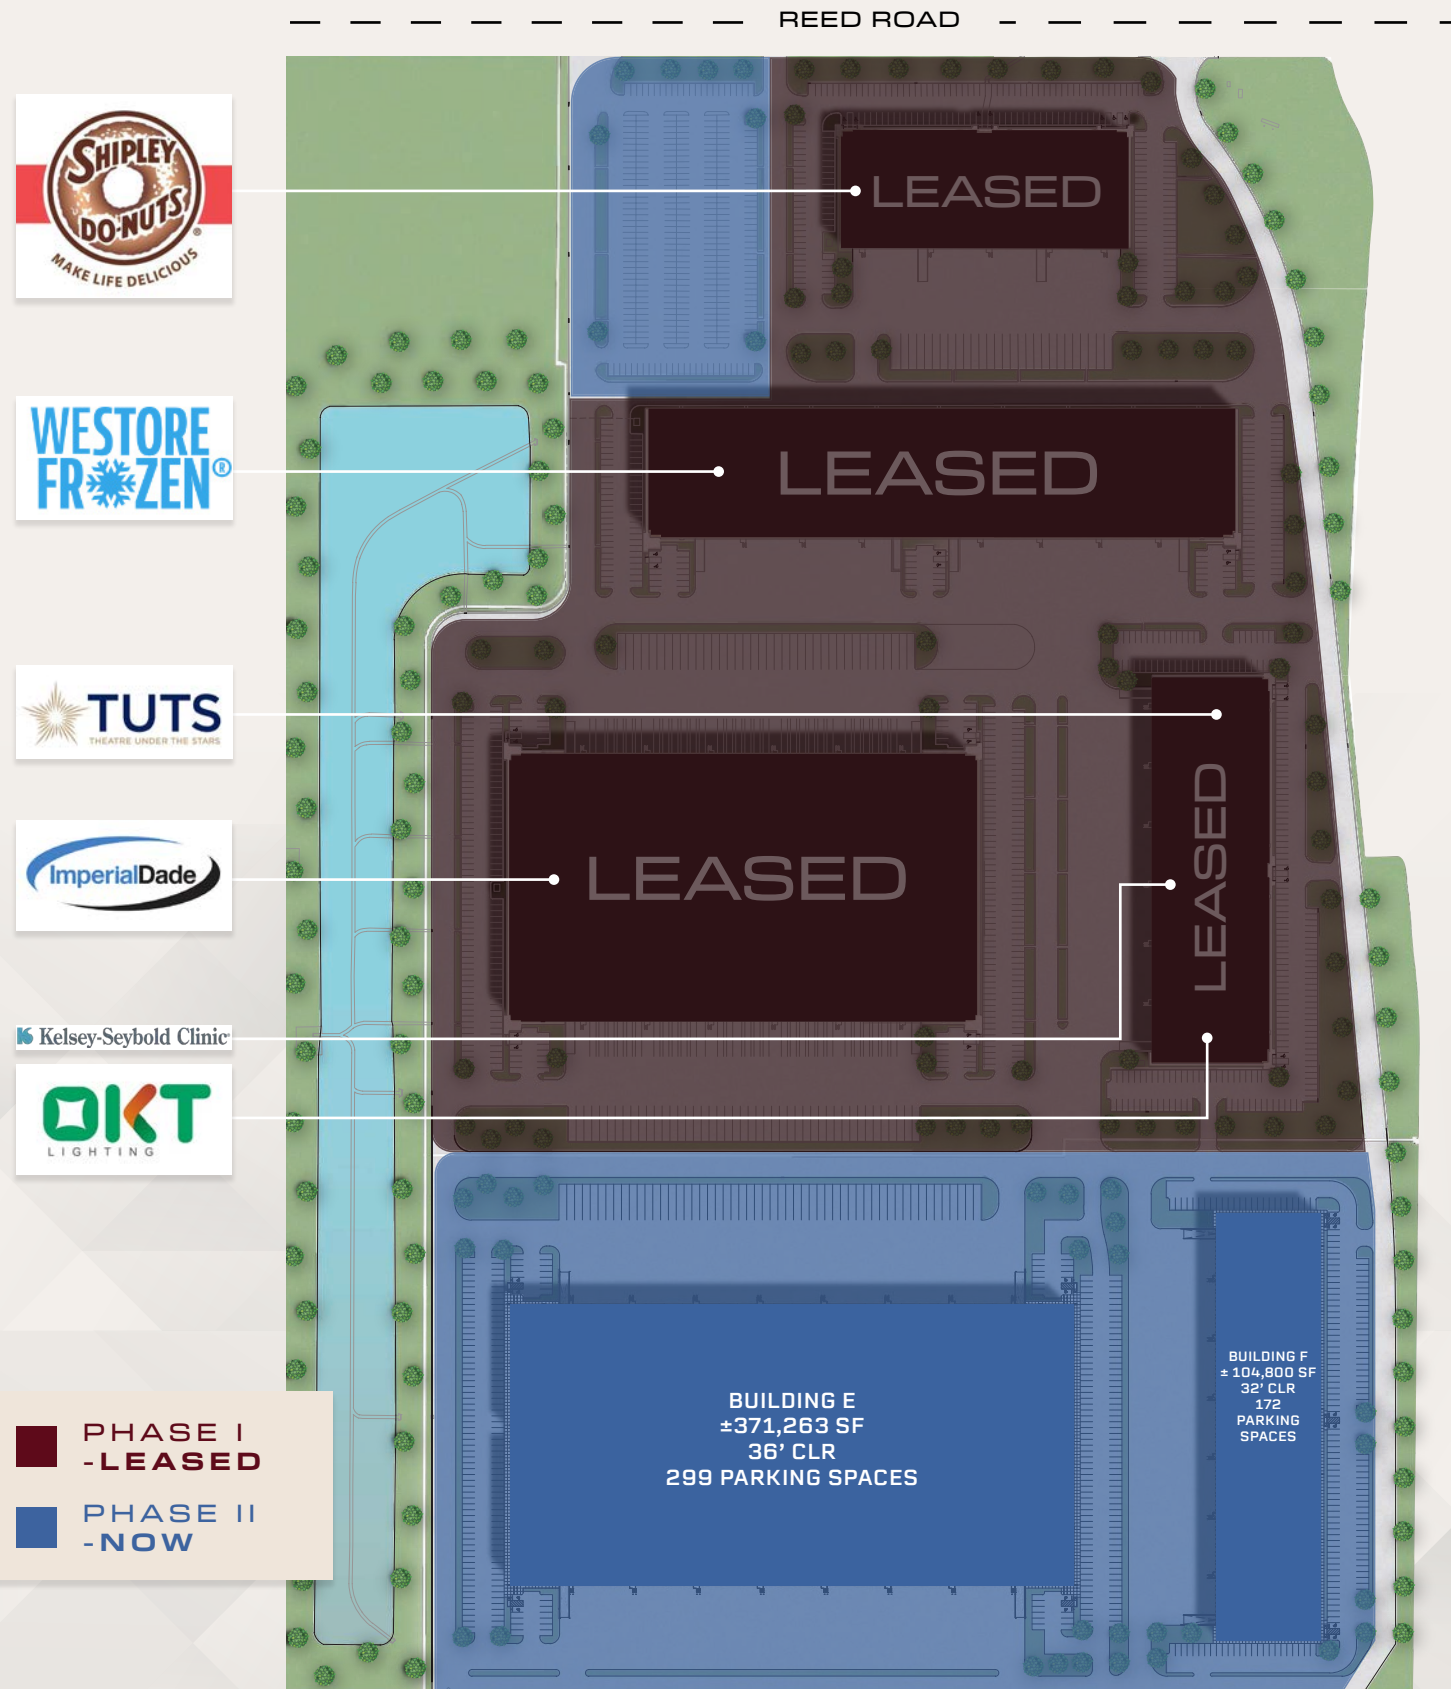 REED ROAD
SHIPLEY
DO-NUTS
®
MAKE LIFE DELICIOUS
LEASED
WESTORE
FROZEN®
LEASED
TUTS
THEATRE UNDER THE STARS
LEASED
ImperialDade
LEASED
Kelsey-Seybold Clinic
OKT
LIGHTING
BUILDING F
± 104,800 SF
32’ CLR
172
PARKING
SPACES
BUILDING E
±371,263 SF
36’ CLR
299 PARKING SPACES
PHASE I
-LEASED
PHASE II
-NOW